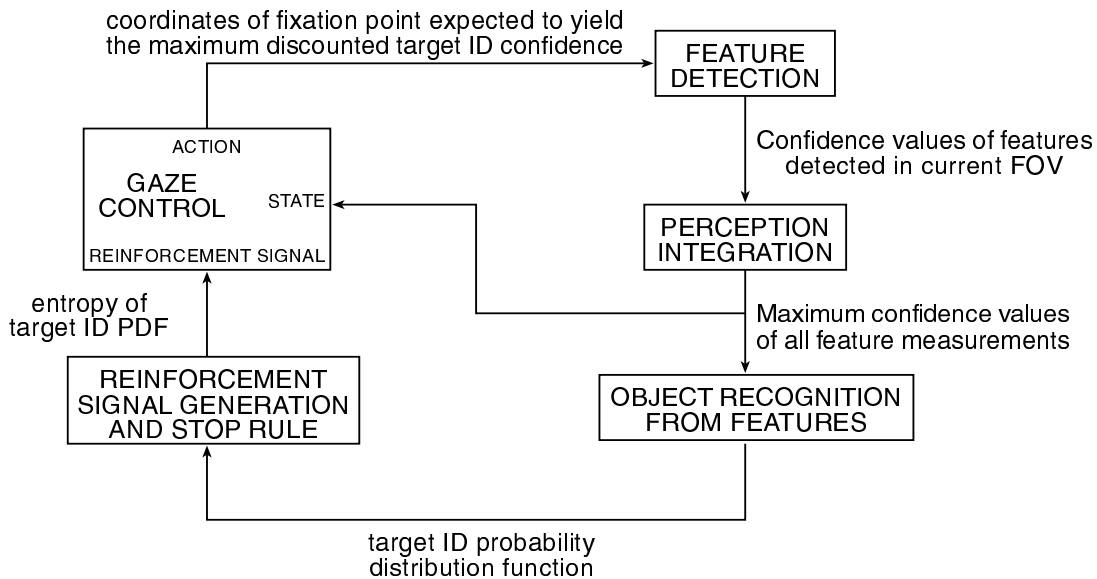 coordinates of fixation point expected to yield
the maximum discounted target ID confidence
FEATURE
DETECTION
ACTION
GAZE
CONTROL
STATE
REINFORCEMENT SIGNAL
Confidence values of features
detected in current FOV
PERCEPTION
INTEGRATION
entropy of
target ID PDF
Maximum confidence values
of all feature measurements
REINFORCEMENT
SIGNAL GENERATION
AND STOP RULE
OBJECT RECOGNITION
FROM FEATURES
target ID probability
distribution function